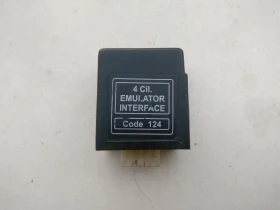 4 Cil.
EMULATOR
INTERFACE
Code 124